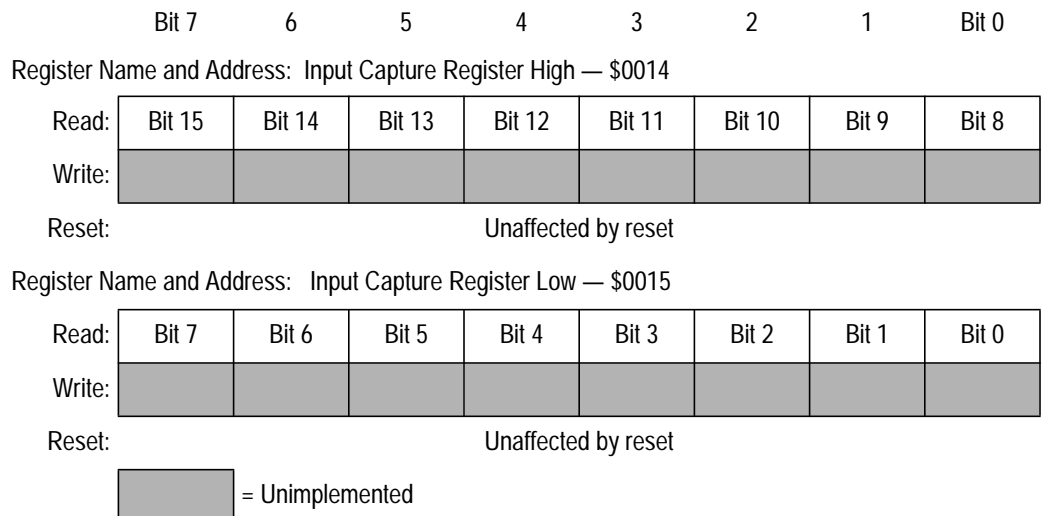 Bit 7 6 5 4 3 2 1 Bit 0
Register Name and Address: Input Capture Register High — $0014
Read: Bit 15 Bit 14 Bit 13 Bit 12 Bit 11 Bit 10 Bit 9 Bit 8
Write:
Reset: Unaffected by reset
Register Name and Address: Input Capture Register Low — $0015
Read: Bit 7 Bit 6 Bit 5 Bit 4 Bit 3 Bit 2 Bit 1 Bit 0
Write:
Reset: Unaffected by reset
= Unimplemented